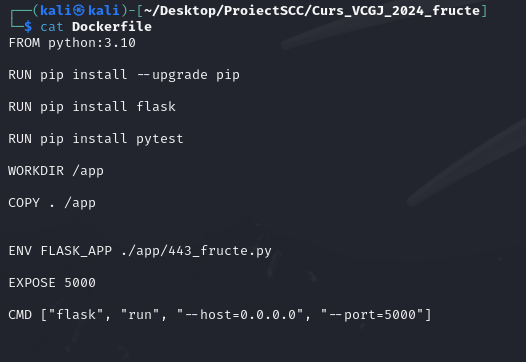 ┌──(kali㉿kali)-[~/Desktop/ProiectSCC/Curs_VCGJ_2024_fructe]
└─$ cat Dockerfile
FROM python:3.10
RUN pip install --upgrade pip
RUN pip install flask
RUN pip install pytest
WORKDIR /app
COPY . /app
ENV FLASK_APP ./app/443_fructe.py
EXPOSE 5000
CMD ["flask", "run", "--host=0.0.0.0", "--port=5000"]